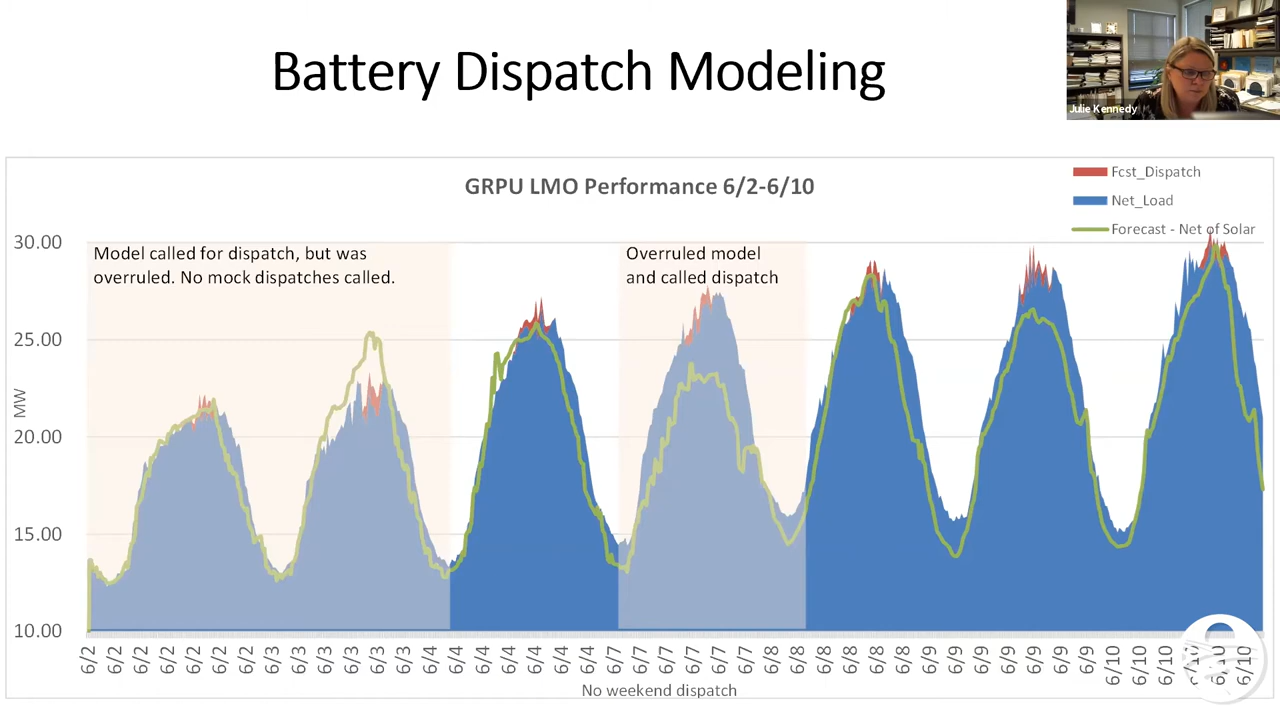 Battery Dispatch Modeling
Julie Kennedy
GRPU LMO Performance 6/2-6/10
Fcst_Dispatch
Net_Load
Forecast - Net of Solar
Model called for dispatch, but was
overruled. No mock dispatches called.
Overruled model
and called dispatch
30.00
25.00
20.00
15.00
10.00
MW
6/2 6/2 6/2 6/2 6/2 6/2 6/3 6/3 6/3 6/3 6/3 6/3 6/4 6/4 6/4 6/4 6/4 6/4 6/7 6/7 6/7 6/7 6/7 6/7 6/8 6/8 6/8 6/8 6/8 6/8 6/9 6/9 6/9 6/9 6/9 6/9 6/10 6/10 6/10 6/10 6/10
No weekend dispatch